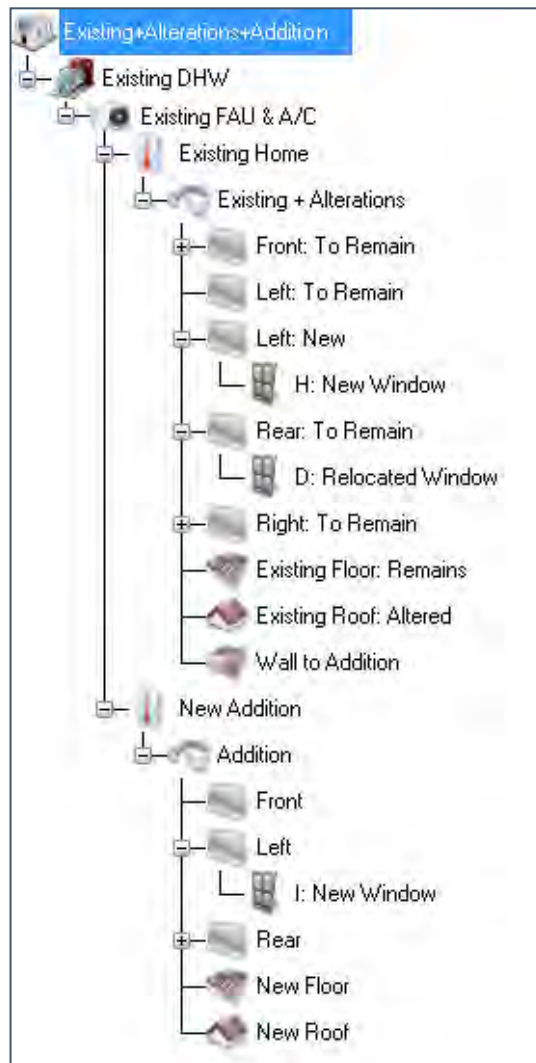 Existing+Alterations+Addition
Existing DHW
Existing FAU & A/C
Existing Home
Existing + Alterations
Front: To Remain
Left: To Remain
Left: New
H: New Window
Rear: To Remain
D: Relocated Window
Right: To Remain
Existing Floor: Remains
Existing Roof: Altered
Wall to Addition
New Addition
Addition
Front
Left
I: New Window
Rear
New Floor
New Roof